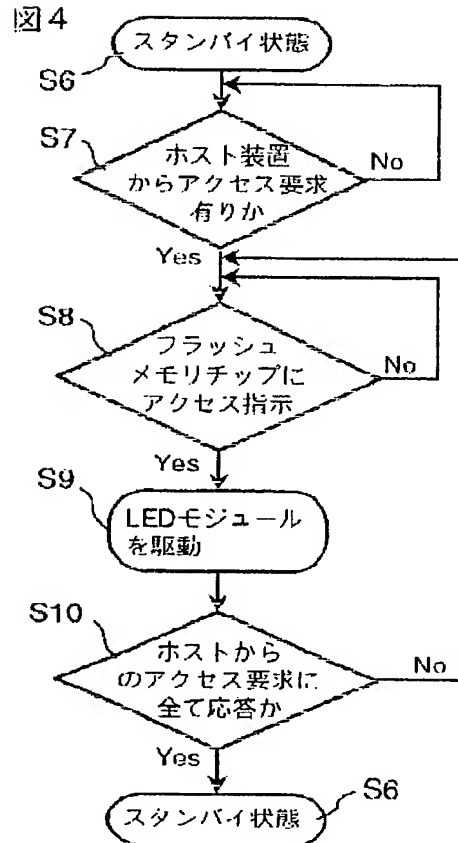 図4
スタンバイ状態
S6
S7
ホスト装置
からアクセス要求
有りか
No
Yes
S8
フラッシュ
メモリチップに
アクセス指示
No
Yes
S9
LEDモジュール
を駆動
S10
ホストから
のアクセス要求に
全て応答か
No
Yes
S6
スタンバイ状態